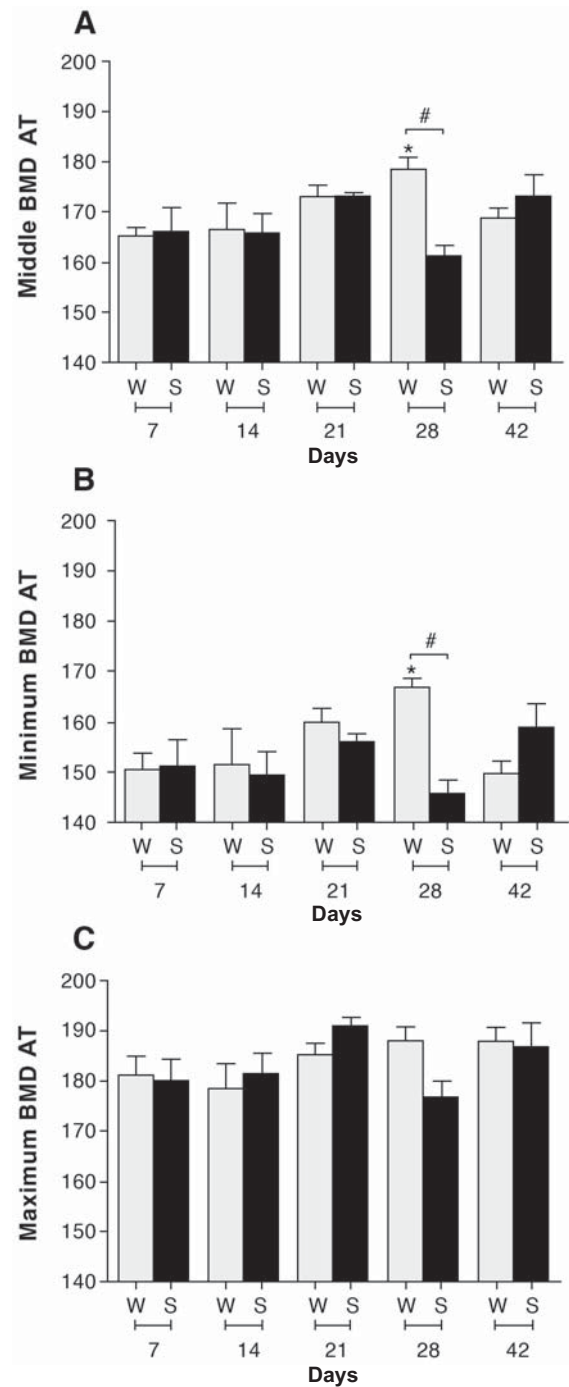 A
Middle BMD AT
200
190
180
170
160
150
140
#
*
W S W S W S W S W S
7 14 21 28 42
Days
B
Minimum BMD AT
200
190
180
170
160
150
140
#
*
W S W S W S W S W S
7 14 21 28 42
Days
C
Maximum BMD AT
200
190
180
170
160
150
140
W S W S W S W S W S
7 14 21 28 42
Days